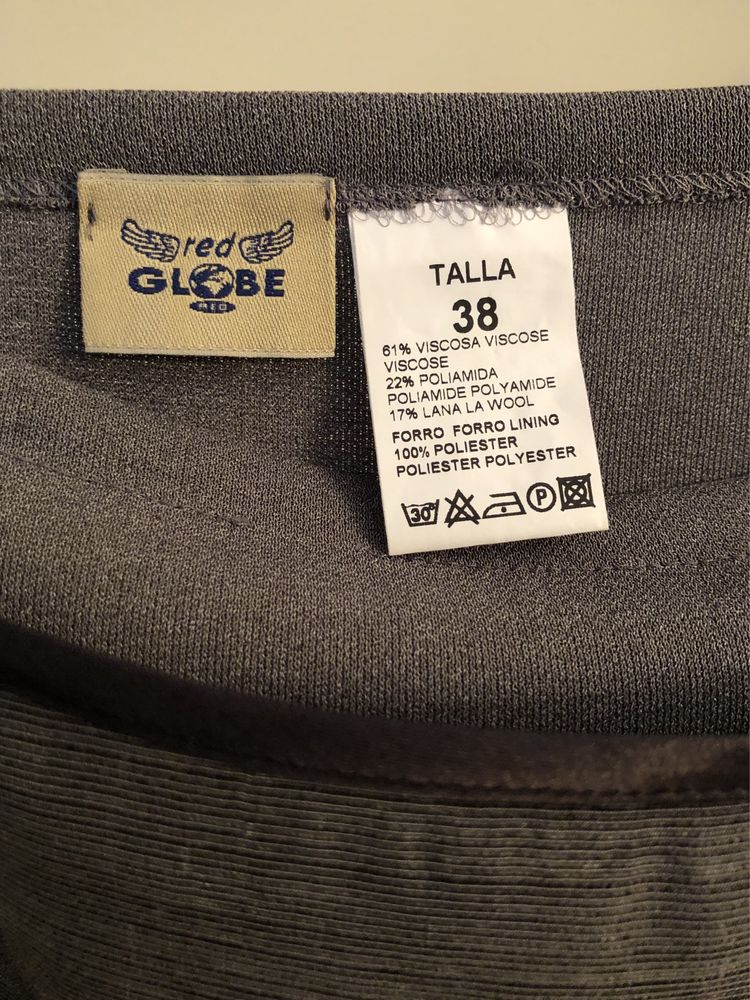 red
GLOBE
RED
TALLA
38
61% VISCOSA VISCOSE
VISCOSE
22% POLIAMIDA
POLIAMIDE POLYAMIDE
17% LANA LA WOOL
FORRO FORRO LINING
100% POLIESTER
POLIESTER POLYESTER
30° P